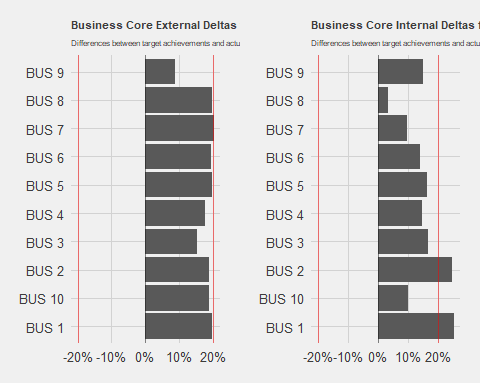 Business Core External Deltas
Differences between target achievements and actu
BUS 9
BUS 8
BUS 7
BUS 6
BUS 5
BUS 4
BUS 3
BUS 2
BUS 10
BUS 1
-20% -10% 0% 10% 20%
Business Core Internal Deltas f
Differences between target achievements and actu
BUS 9
BUS 8
BUS 7
BUS 6
BUS 5
BUS 4
BUS 3
BUS 2
BUS 10
BUS 1
-20% -10% 0% 10% 20%